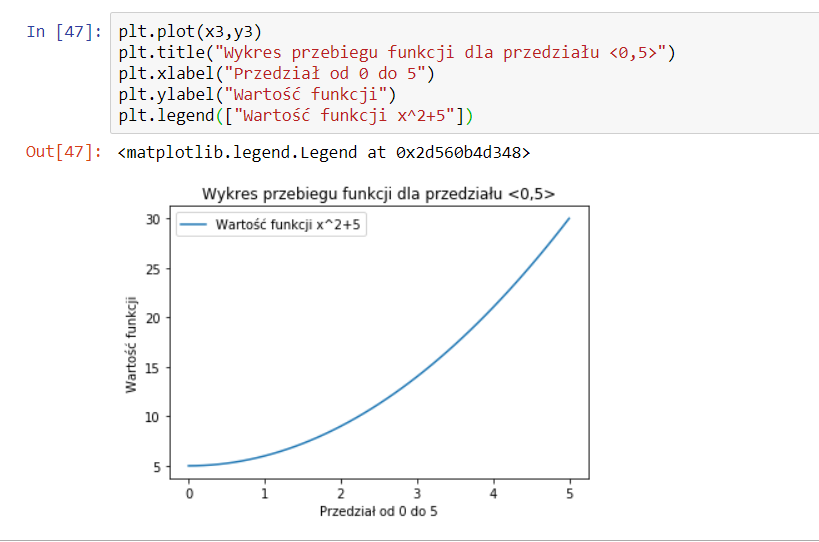 In [47]: plt.plot(x3,y3)
plt.title("Wykres przebiegu funkcji dla przedziału <0,5>")
plt.xlabel("Przedział od 0 do 5")
plt.ylabel("Wartość funkcji")
plt.legend(["Wartość funkcji x^2+5"])
Out[47]: <matplotlib.legend.Legend at 0x2d560b4d348>
Wykres przebiegu funkcji dla przedziału <0,5>
Wartość funkcji x^2+5
Wartość funkcji
30
25
20
15
10
5
0 1 2 3 4 5
Przedział od 0 do 5